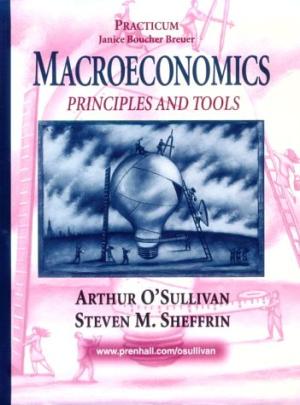 PRACTICUM
Janice Boucher Breuer
MACROECONOMICS
PRINCIPLES AND TOOLS
ARTHUR O'SULLIVAN
STEVEN M. SHEFFRIN
www.prenhall.com/osullivan